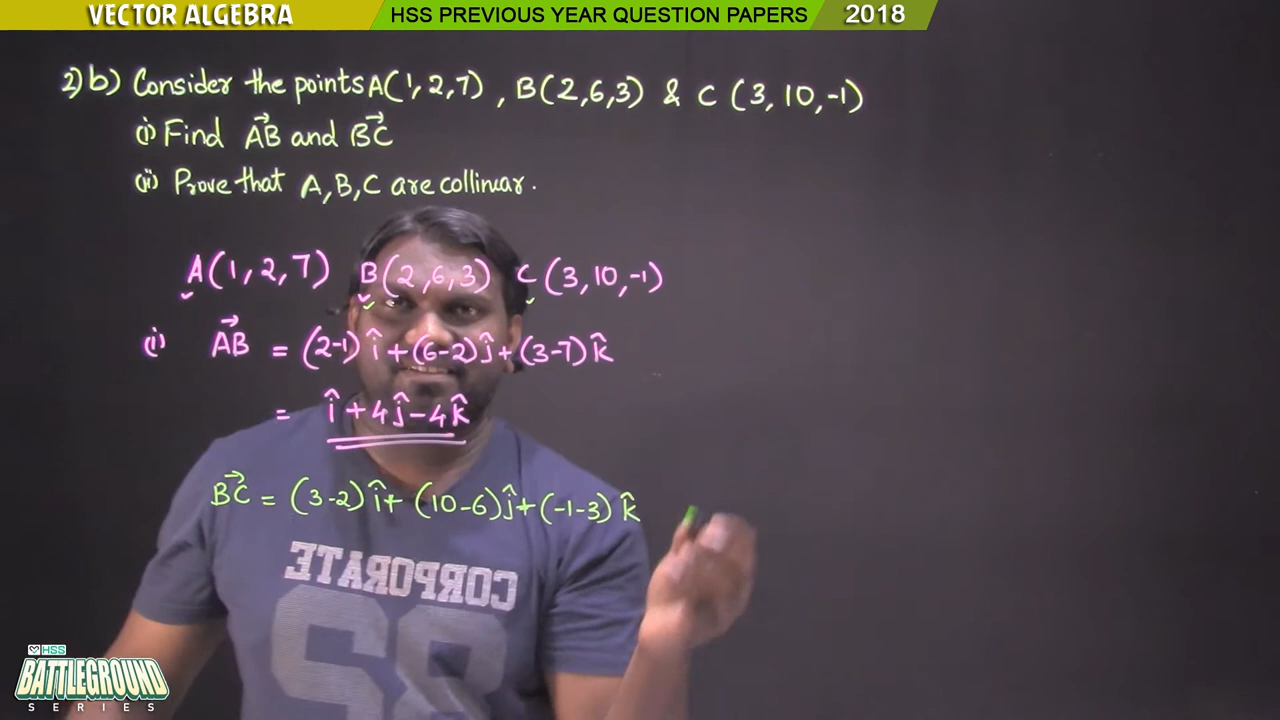 VECTOR ALGEBRA HSS PREVIOUS YEAR QUESTION PAPERS 2018
2) b) Consider the points A(1, 2, 7) , B(2, 6, 3) & C (3, 10, -1)
(i) Find A⃗B and B⃗C
(ii) Prove that A, B, C are collinear.
A(1, 2, 7) B(2, 6, 3) C (3, 10, -1)
(i) A⃗B = (2-1) î + (6-2) ĵ + (3-7) k̂
= î + 4ĵ - 4k̂
B⃗C = (3-2) î + (10-6) ĵ + (-1-3) k̂
CORPORATE
22
HSS
BATTLEGROUND
SERIES